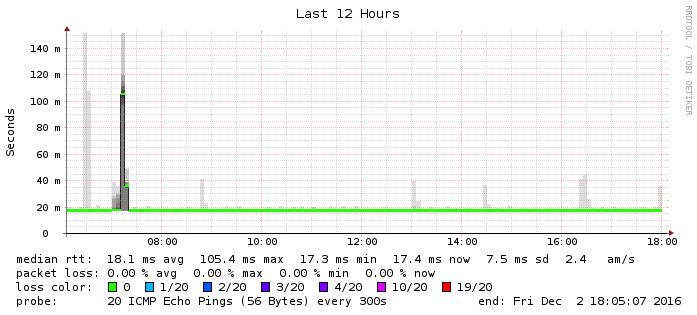 Last 12 Hours
RRDTOOL / TOBI OETIKER
Seconds
140 m
120 m
100 m
80 m
60 m
40 m
20 m
0
08:00 10:00 12:00 14:00 16:00 18:00
median rtt: 18.1 ms avg 105.4 ms max 17.3 ms min 17.4 ms now 7.5 ms sd 2.4 am/s
packet loss: 0.00 % avg 0.00 % max 0.00 % min 0.00 % now
loss color: 0 1/20 2/20 3/20 4/20 10/20 19/20
probe: 20 ICMP Echo Pings (56 Bytes) every 300s end: Fri Dec 2 18:05:07 2016